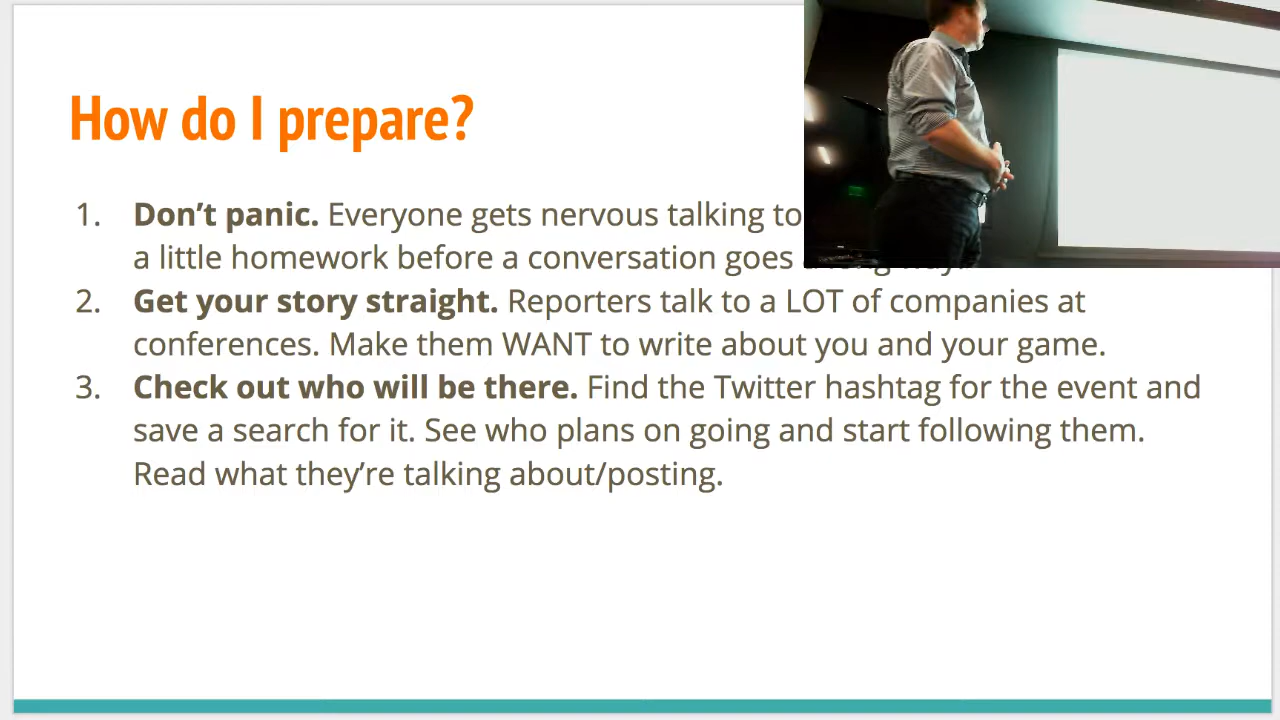 How do I prepare?
1. Don’t panic. Everyone gets nervous talking to
a little homework before a conversation goes
2. Get your story straight. Reporters talk to a LOT of companies at
conferences. Make them WANT to write about you and your game.
3. Check out who will be there. Find the Twitter hashtag for the event and
save a search for it. See who plans on going and start following them.
Read what they’re talking about/posting.